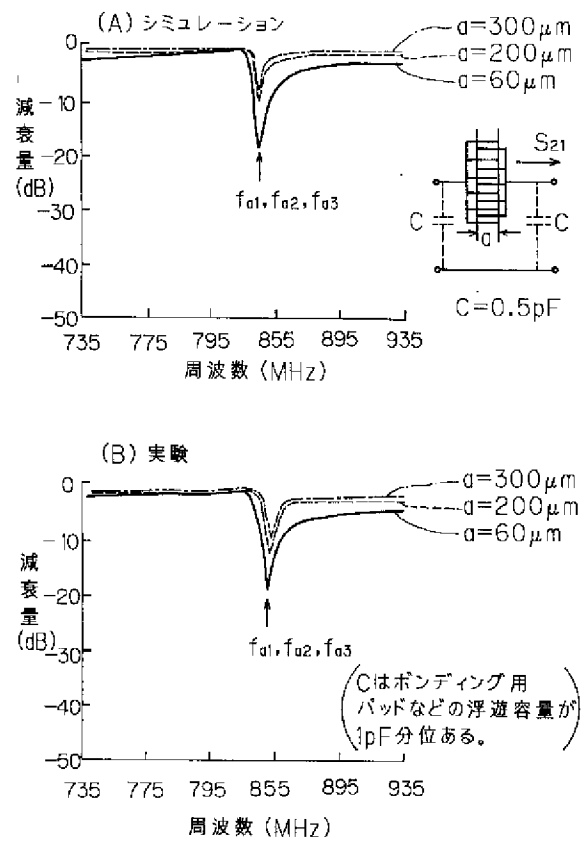 (A) シミュレーション
a=300μm
a=200μm
a=60μm
0
-10
-20
-30
-40
-50
減衰量
(dB)
fa1,fa2,fa3
S21
C
C
a
C=0.5pF
735 775 795 855 895 935
周波数(MHz)
(B) 実験
a=300μm
a=200μm
a=60μm
0
-10
-20
-30
-40
-50
減衰量
(dB)
fa1,fa2,fa3
(Cはボンディング用
パッドなどの浮遊容量が
1pF分位ある。)
735 775 795 855 895 935
周波数(MHz)